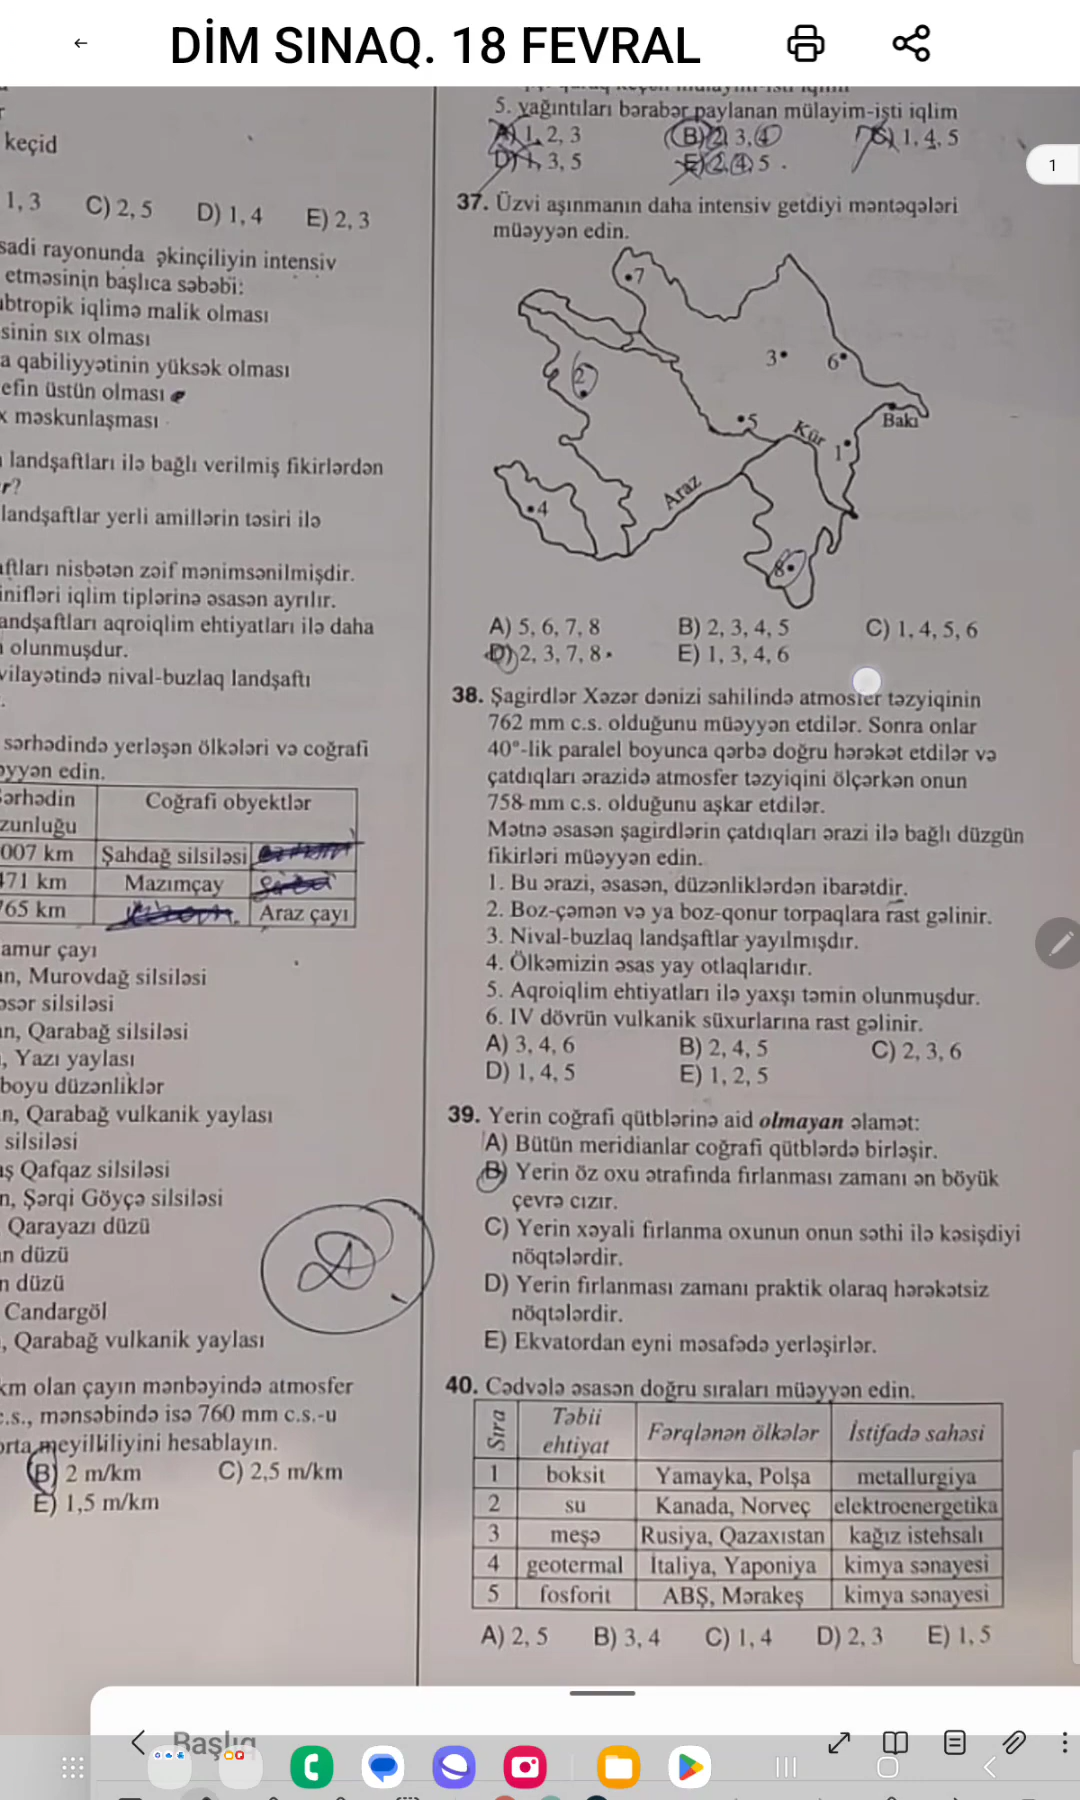 DİM SINAQ. 18 FEVRAL
1
keçid
1, 3 C) 2, 5 D) 1, 4 E) 2, 3
sadi rayonunda əkinçiliyin intensiv
etməsinin başlıca səbəbi:
btropik iqlimə malik olması
sinin sıx olması
a qabiliyyətinin yüksək olması
efin üstün olması
x məskunlaşması
landşaftları ilə bağlı verilmiş fikirlərdən
r?
landşaftlar yerli amillərin təsiri ilə
aftları nisbətən zəif mənimsənilmişdir.
inifləri iqlim tiplərinə əsasən ayrılır.
andşaftları aqroiqlim ehtiyatları ilə daha
olunmuşdur.
vilayətində nival-buzlaq landşaftı
sərhədində yerləşən ölkələri və coğrafi
əyyən edin.
Sərhədin
zunluğu
Coğrafi obyektlər
007 km Şahdağ silsiləsi
471 km Mazımçay
765 km Araz çayı
amur çayı
an, Murovdağ silsiləsi
əsər silsiləsi
an, Qarabağ silsiləsi
, Yazı yaylası
boyu düzənliklər
n, Qarabağ vulkanik yaylası
silsiləsi
aş Qafqaz silsiləsi
n, Şərqi Göyçə silsiləsi
Qarayazı düzü
n düzü
n düzü
Candargöl
, Qarabağ vulkanik yaylası
km olan çayın mənbəyində atmosfer
c.s., mənsəbində isə 760 mm c.s.-u
orta meyilliliyini hesablayın.
B) 2 m/km C) 2,5 m/km
E) 1,5 m/km
5. yağıntıları bərabər paylanan mülayim-isti iqlim
A) 1, 2, 3 B) 2, 3, 4 C) 1, 4, 5
D) 1, 3, 5 E) 2, 4, 5
37. Üzvi aşınmanın daha intensiv getdiyi məntəqələri
müəyyən edin.
7
3
6
2
5
Bakı
Kür
1
Araz
4
8
A) 5, 6, 7, 8 B) 2, 3, 4, 5 C) 1, 4, 5, 6
D) 2, 3, 7, 8 E) 1, 3, 4, 6
38. Şagirdlər Xəzər dənizi sahilində atmosfer təzyiqinin
762 mm c.s. olduğunu müəyyən etdilər. Sonra onlar
40°-lik paralel boyunca qərbə doğru hərəkət etdilər və
çatdıqları ərazidə atmosfer təzyiqini ölçərkən onun
758 mm c.s. olduğunu aşkar etdilər.
Mətnə əsasən şagirdlərin çatdıqları ərazi ilə bağlı düzgün
fikirləri müəyyən edin.
1. Bu ərazi, əsasən, düzənliklərdən ibarətdir.
2. Boz-çəmən və ya boz-qonur torpaqlara rast gəlinir.
3. Nival-buzlaq landşaftlar yayılmışdır.
4. Ölkəmizin əsas yay otlaqlarıdır.
5. Aqroiqlim ehtiyatları ilə yaxşı təmin olunmuşdur.
6. IV dövrün vulkanik süxurlarına rast gəlinir.
A) 3, 4, 6 B) 2, 4, 5 C) 2, 3, 6
D) 1, 4, 5 E) 1, 2, 5
39. Yerin coğrafi qütblərinə aid olmayan əlamət:
A) Bütün meridianlar coğrafi qütblərdə birləşir.
B) Yerin öz oxu ətrafında fırlanması zamanı ən böyük
çevrə cızır.
C) Yerin xəyali fırlanma oxunun onun səthi ilə kəsişdiyi
nöqtələrdir.
D) Yerin fırlanması zamanı praktik olaraq hərəkətsiz
nöqtələrdir.
E) Ekvatordan eyni məsafədə yerləşirlər.
40. Cədvələ əsasən doğru sıraları müəyyən edin.
Sıra Təbii ehtiyat Fərqlənən ölkələr İstifadə sahəsi
1 boksit Yamayka, Polşa metallurgiya
2 su Kanada, Norveç elektroenergetika
3 meşə Rusiya, Qazaxıstan kağız istehsalı
4 geotermal İtaliya, Yaponiya kimya sənayesi
5 fosforit ABŞ, Mərakeş kimya sənayesi
A) 2, 5 B) 3, 4 C) 1, 4 D) 2, 3 E) 1, 5
Başlıq